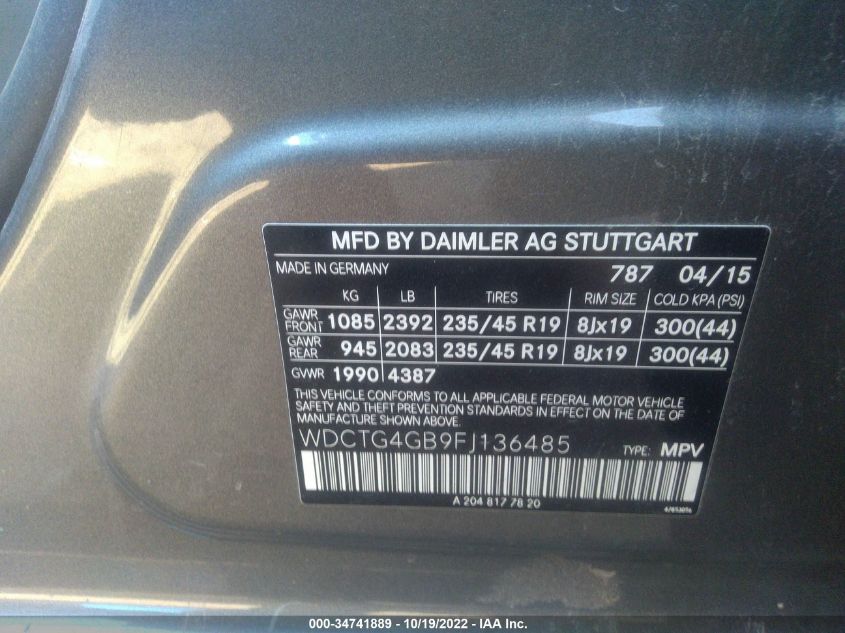 MFD BY DAIMLER AG STUTTGART
MADE IN GERMANY 787 04/15
KG LB TIRES RIM SIZE COLD KPA (PSI)
GAWR FRONT 1085 2392 235/45 R19 8Jx19 300(44)
GAWR REAR 945 2083 235/45 R19 8Jx19 300(44)
GVWR 1990 4387
THIS VEHICLE CONFORMS TO ALL APPLICABLE FEDERAL MOTOR VEHICLE
SAFETY AND THEFT PREVENTION STANDARDS IN EFFECT ON THE DATE OF
MANUFACTURE SHOWN ABOVE.
WDCTG4GB9FJ136485 TYPE: MPV
A 204 817 78 20
000-34741889 - 10/19/2022 - IAA Inc.